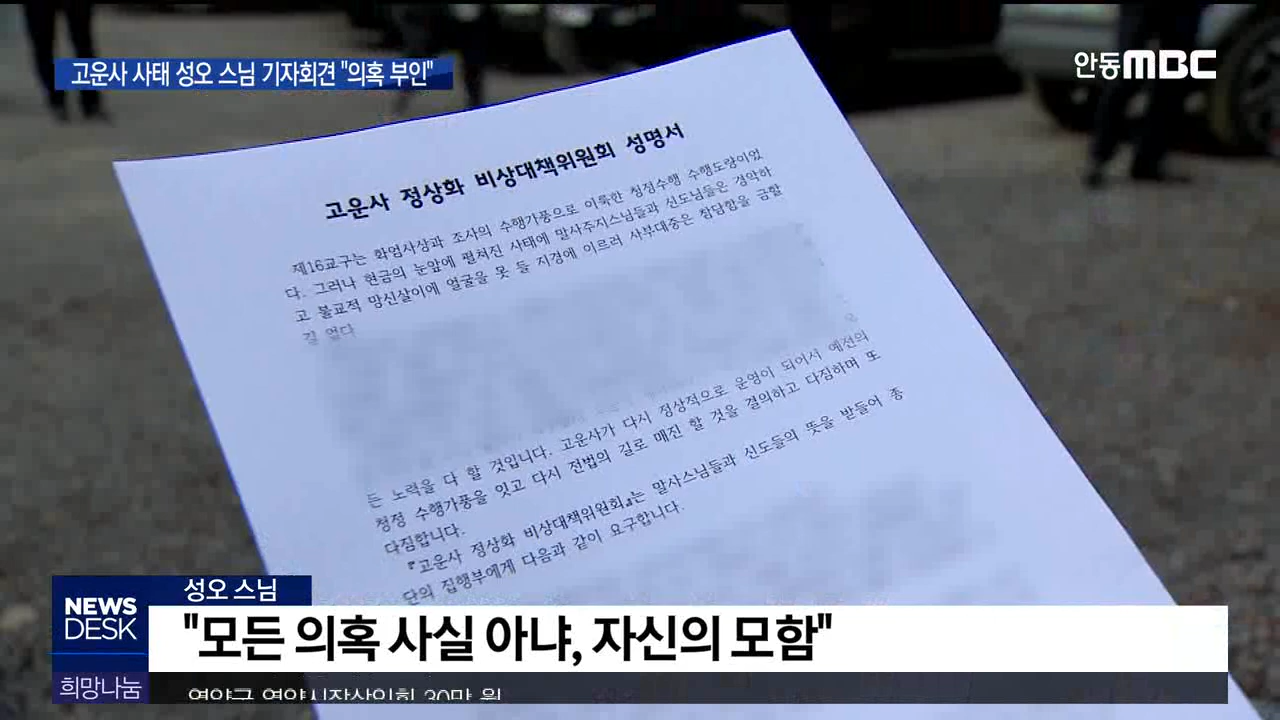 고운사 사태 성오 스님 기자회견 "의혹 부인"
안동MBC
고운사 정상화 비상대책위원회 성명서
제16교구는 화엄사상과 조사의 수행가풍으로 이룩한 청정수행 수행도량이었
다. 그러나 현금의 눈앞에 펼쳐진 사태에 말사주지스님들과 신도님들은 경악하
고 불교적 망신살이에 얼굴을 못 들 지경에 이르러 사부대중은 참담함을 금할
길 없다
든 노력을 다 할 것입니다. 고운사가 다시 정상적으로 운영이 되어서 예전의
청정 수행가풍을 잇고 다시 전법의 길로 매진 할 것을 결의하고 다짐하며 또
다짐합니다.
『고운사 정상화 비상대책위원회』는 말사스님들과 신도들의 뜻을 받들어 종
단의 집행부에게 다음과 같이 요구합니다.
성오 스님
NEWS
DESK
"모든 의혹 사실 아냐, 자신의 모함"
희망나눔